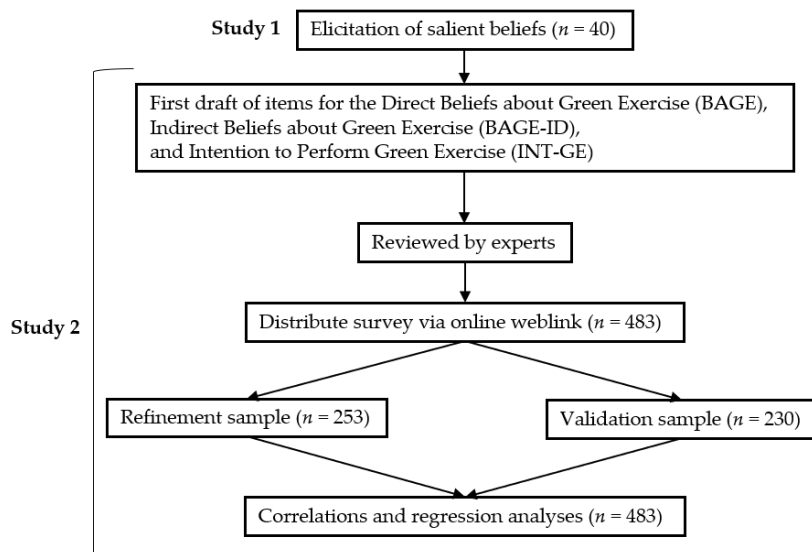 Study 1
Elicitation of salient beliefs (n = 40)
First draft of items for the Direct Beliefs about Green Exercise (BAGE),
Indirect Beliefs about Green Exercise (BAGE-ID),
and Intention to Perform Green Exercise (INT-GE)
Reviewed by experts
Study 2
Distribute survey via online weblink (n = 483)
Refinement sample (n = 253)
Validation sample (n = 230)
Correlations and regression analyses (n = 483)